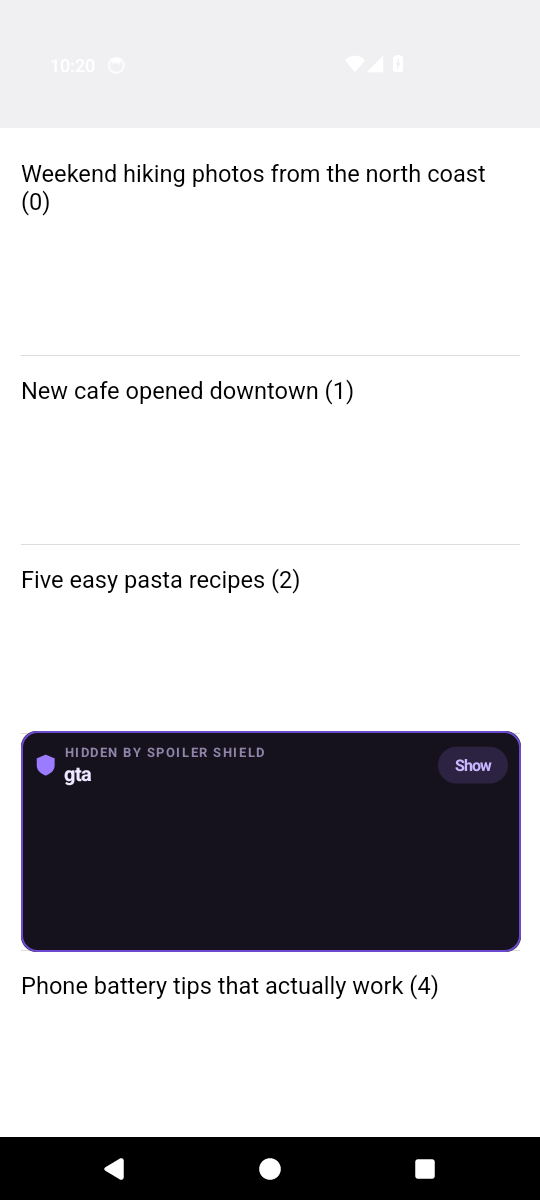 10:20
Weekend hiking photos from the north coast
(0)
New cafe opened downtown (1)
Five easy pasta recipes (2)
HIDDEN BY SPOILER SHIELD
gta
Show
Phone battery tips that actually work (4)